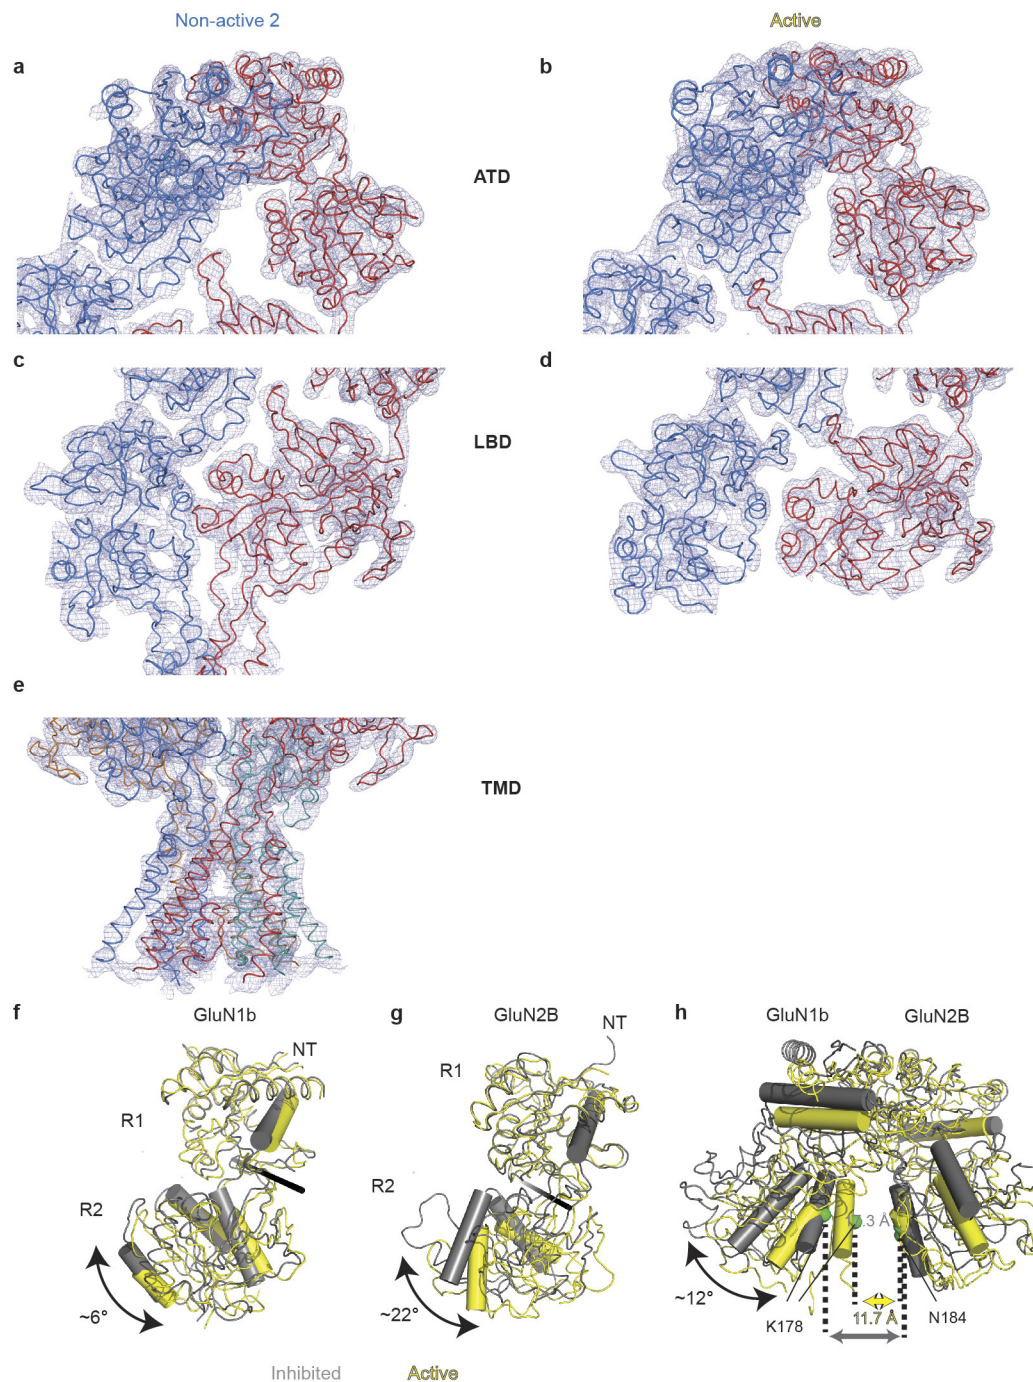 Non-active 2
Active
a
b
ATD
c
d
LBD
e
TMD
f
GluN1b
NT
R1
R2
~6°
g
GluN2B
NT
R1
R2
~22°
h
GluN1b
GluN2B
.3 Å
~12°
11.7 Å
K178
N184
Inhibited
Active